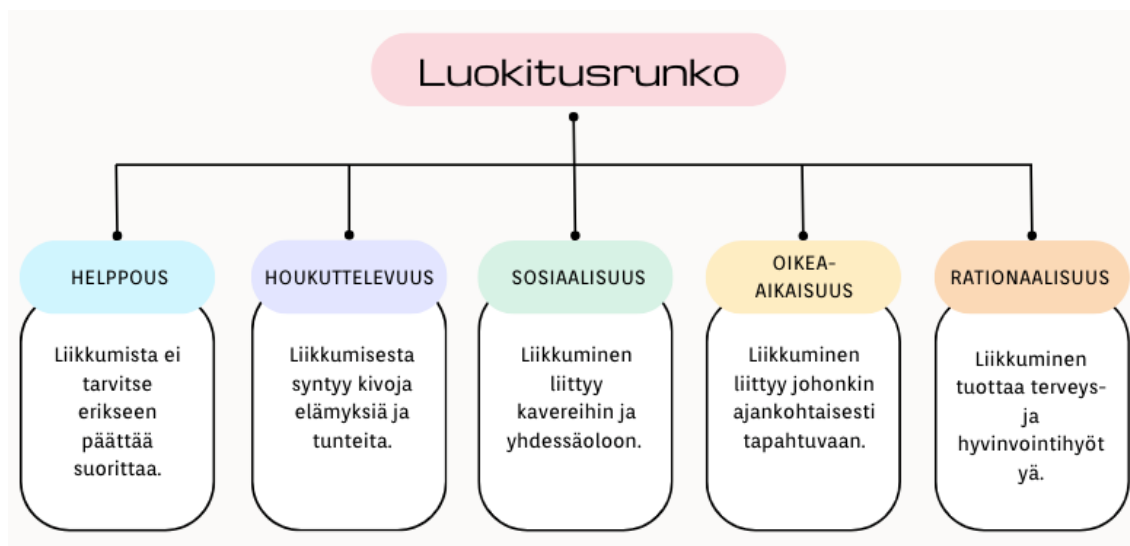 Luokitusrunko
HELPPOUS
Liikkumista ei
tarvitse
erikseen
päättää
suorittaa.
HOUKUTTELEVUUS
Liikkumisesta
syntyy kivoja
elämyksiä ja
tunteita.
SOSIAALISUUS
Liikkuminen
liittyy
kavereihin ja
yhdessäoloon.
OIKEA-
AIKAISUUS
Liikkuminen
liittyy johonkin
ajankohtaisesti
tapahtuvaan.
RATIONAALISUUS
Liikkuminen
tuottaa terveys-
ja
hyvinvointihyöt
yä.